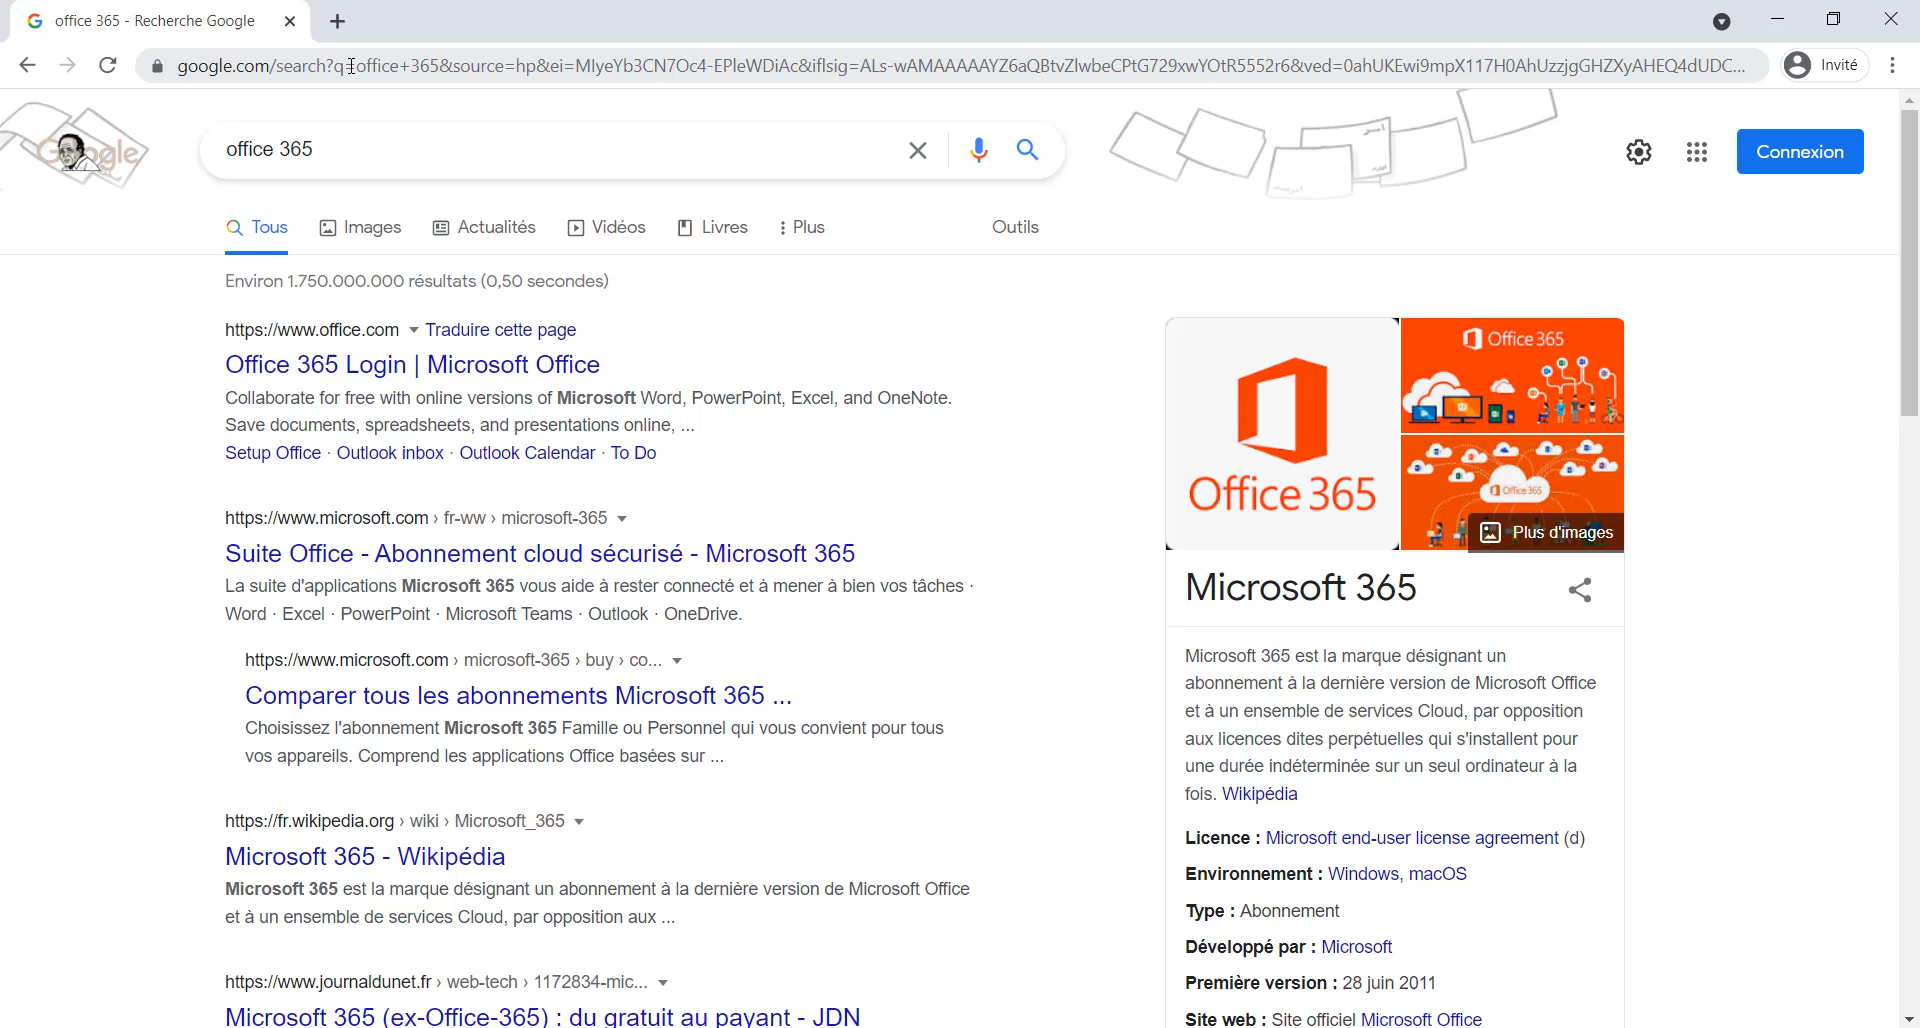 office 365 - Recherche Google
google.com/search?q=office+365&source=hp&ei=MIyeYb3CN7Oc4-EPleWDiAc&iflsig=ALs-wAMAAAAAYZ6aQBtvZlwbeCPtG729xwYOtR5552r6&ved=0ahUKEwi9mpX117H0AhUzzjgGHZXyAHEQ4dUDC...
Invité
office 365
Connexion
Tous Images Actualités Vidéos Livres Plus Outils
Environ 1.750.000.000 résultats (0,50 secondes)
https://www.office.com Traduire cette page
Office 365 Login | Microsoft Office
Collaborate for free with online versions of Microsoft Word, PowerPoint, Excel, and OneNote.
Save documents, spreadsheets, and presentations online, ...
Setup Office · Outlook inbox · Outlook Calendar · To Do
https://www.microsoft.com › fr-ww › microsoft-365
Suite Office - Abonnement cloud sécurisé - Microsoft 365
La suite d'applications Microsoft 365 vous aide à rester connecté et à mener à bien vos tâches ·
Word · Excel · PowerPoint · Microsoft Teams · Outlook · OneDrive.
https://www.microsoft.com › microsoft-365 › buy › co...
Comparer tous les abonnements Microsoft 365 ...
Choisissez l'abonnement Microsoft 365 Famille ou Personnel qui vous convient pour tous
vos appareils. Comprend les applications Office basées sur ...
https://fr.wikipedia.org › wiki › Microsoft_365
Microsoft 365 - Wikipédia
Microsoft 365 est la marque désignant un abonnement à la dernière version de Microsoft Office
et à un ensemble de services Cloud, par opposition aux ...
https://www.journaldunet.fr › web-tech › 1172834-mic...
Microsoft 365 (ex-Office-365) : du gratuit au payant - JDN
Office 365
Office 365
Office 365
Plus d'images
Microsoft 365
Microsoft 365 est la marque désignant un
abonnement à la dernière version de Microsoft Office
et à un ensemble de services Cloud, par opposition
aux licences dites perpétuelles qui s'installent pour
une durée indéterminée sur un seul ordinateur à la
fois. Wikipédia
Licence : Microsoft end-user license agreement (d)
Environnement : Windows, macOS
Type : Abonnement
Développé par : Microsoft
Première version : 28 juin 2011
Site web : Site officiel Microsoft Office